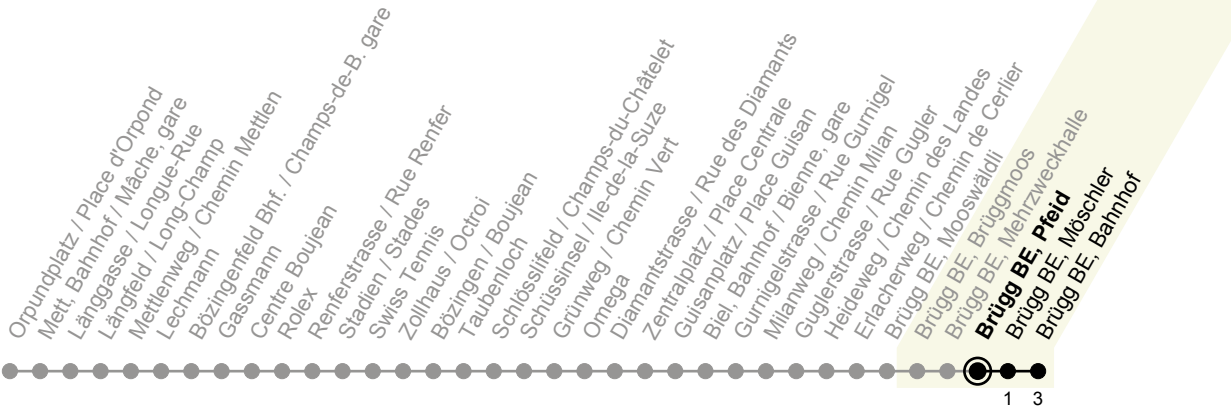 Orpundplatz / Place d'Orpond
Mett, Bahnhof / Mâche, gare
Länggasse / Longue-Rue
Längfeld / Long-Champ
Mettlenweg / Chemin Mettlen
Lechmann
Bözingenfeld Bhf. / Champs-de-B. gare
Gassmann
Centre Boujean
Rolex
Renferstrasse / Rue Renfer
Stadien / Stades
Swiss Tennis
Zollhaus / Octroi
Bözingen / Boujean
Taubenloch
Schlösslifeld / Champs-du-Châtelet
Schüssinsel / Ile-de-la-Suze
Grünweg / Chemin Vert
Omega
Diamantstrasse / Rue des Diamants
Zentralplatz / Place Centrale
Guisanplatz / Place Guisan
Biel, Bahnhof / Bienne, gare
Gurnigelstrasse / Rue Gurnigel
Milanweg / Chemin Milan
Guglerstrasse / Rue Gugler
Heideweg / Chemin des Landes
Erlacherweg / Chemin de Cerlier
Brügg BE, Mooswäldli
Brügg BE, Brüggmoos
Brügg BE, Mehrzweckhalle
Brügg BE, Pfeid
Brügg BE, Möschler
Brügg BE, Bahnhof
1 3